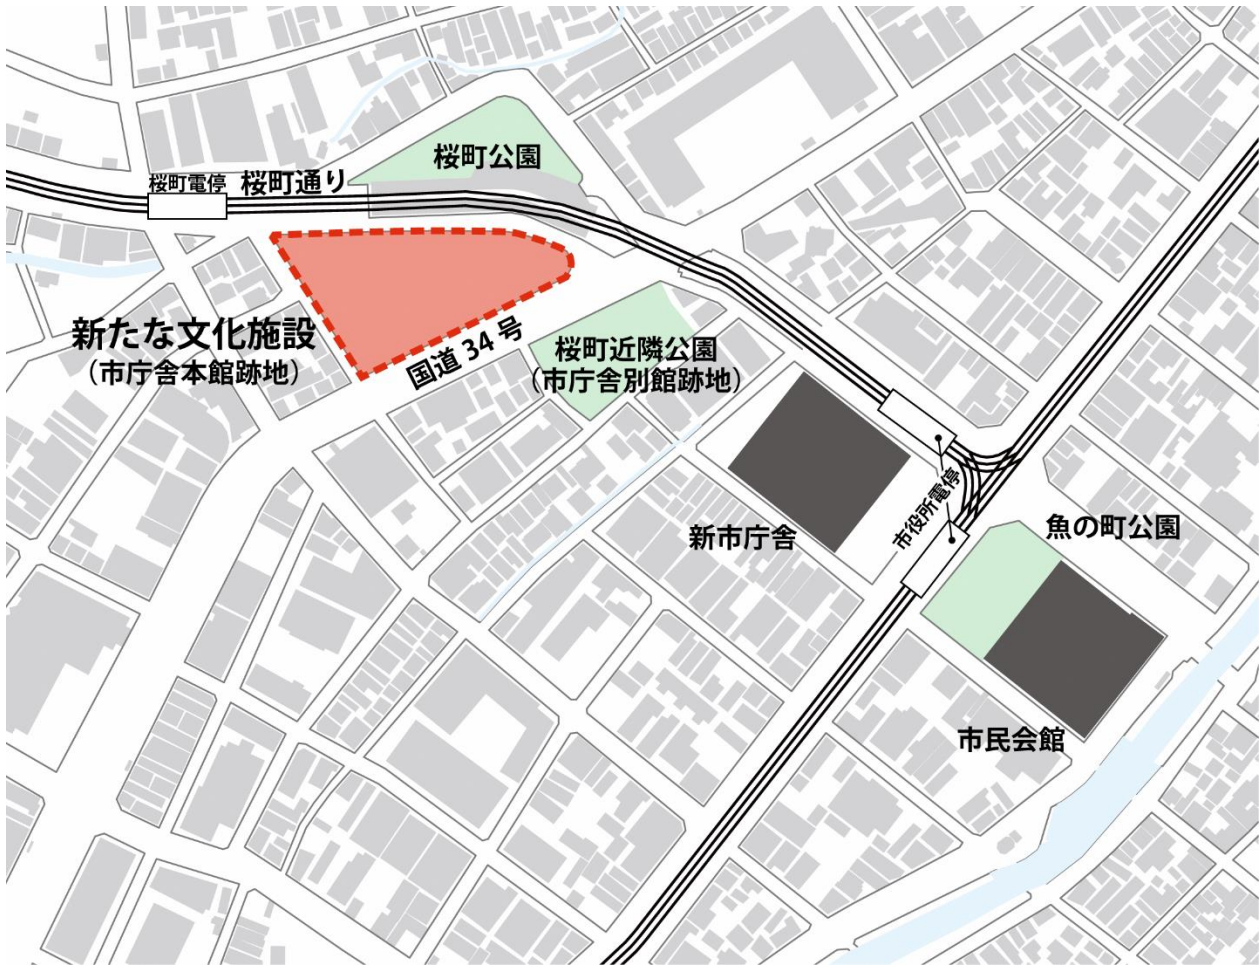 桜町公園
桜町電停
桜町通り
新たな文化施設
（市庁舎本館跡地）
国道 34 号
桜町近隣公園
（市庁舎別館跡地）
新市庁舎
市役所電停
魚の町公園
市民会館